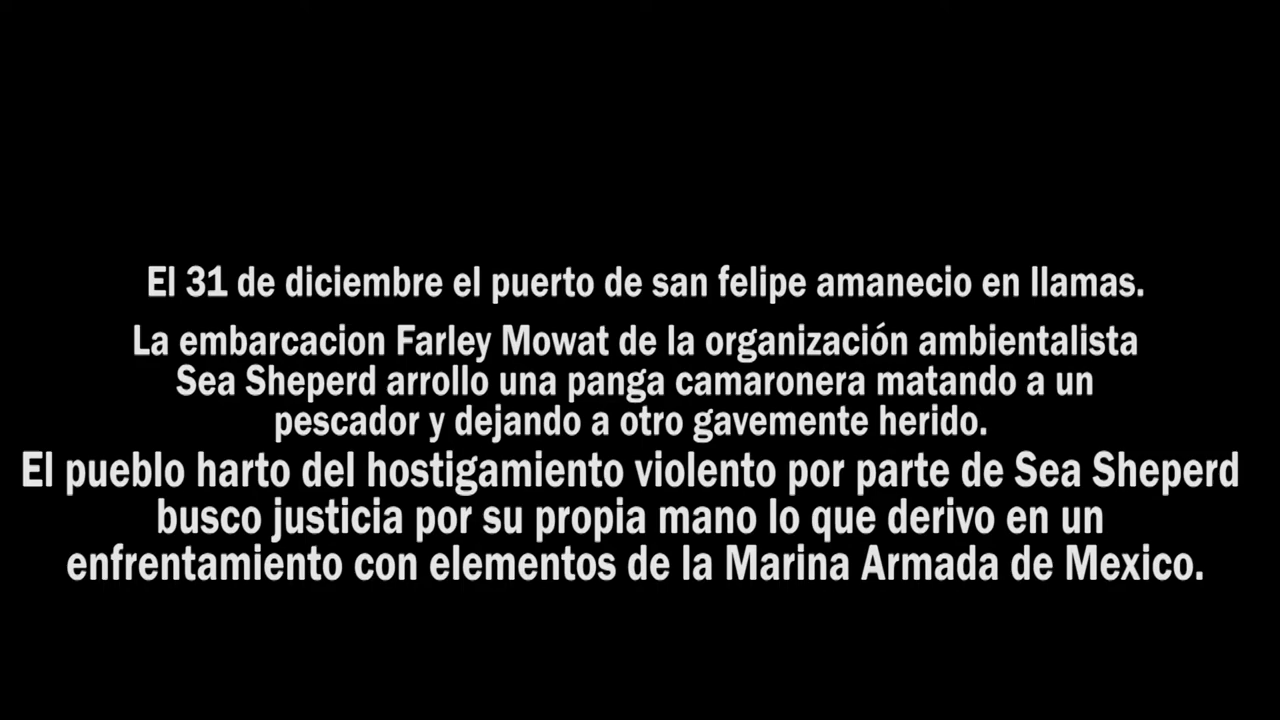 El 31 de diciembre el puerto de san felipe amanecio en llamas.
La embarcacion Farley Mowat de la organización ambientalista
Sea Sheperd arrollo una panga camaronera matando a un
pescador y dejando a otro gavemente herido.
El pueblo harto del hostigamiento violento por parte de Sea Sheperd
busco justicia por su propia mano lo que derivo en un
enfrentamiento con elementos de la Marina Armada de Mexico.